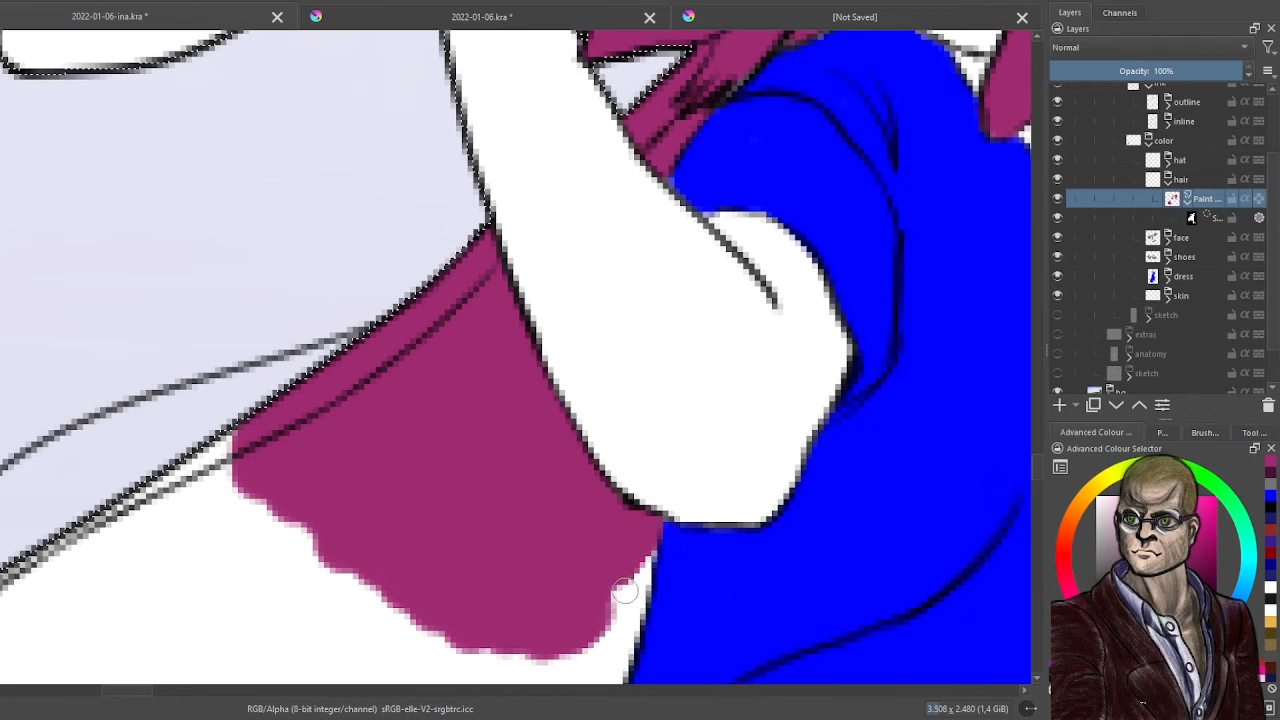 2022-01-06-ina.kra *
2022-01-06.kra *
[Not Saved]
Layers
Channels
Layers
Normal
Opacity: 100%
outline
inline
color
hat
hair
Paint ...
S...
face
shoes
dress
skin
sketch
extras
anatomy
sketch
Advanced Colour ...
P...
Brush...
Tool ...
Advanced Colour Selector
RGB/Alpha (8-bit integer/channel) sRGB-elle-V2-srgbtrc.icc
3.508 x 2.480 (1,4 GiB)